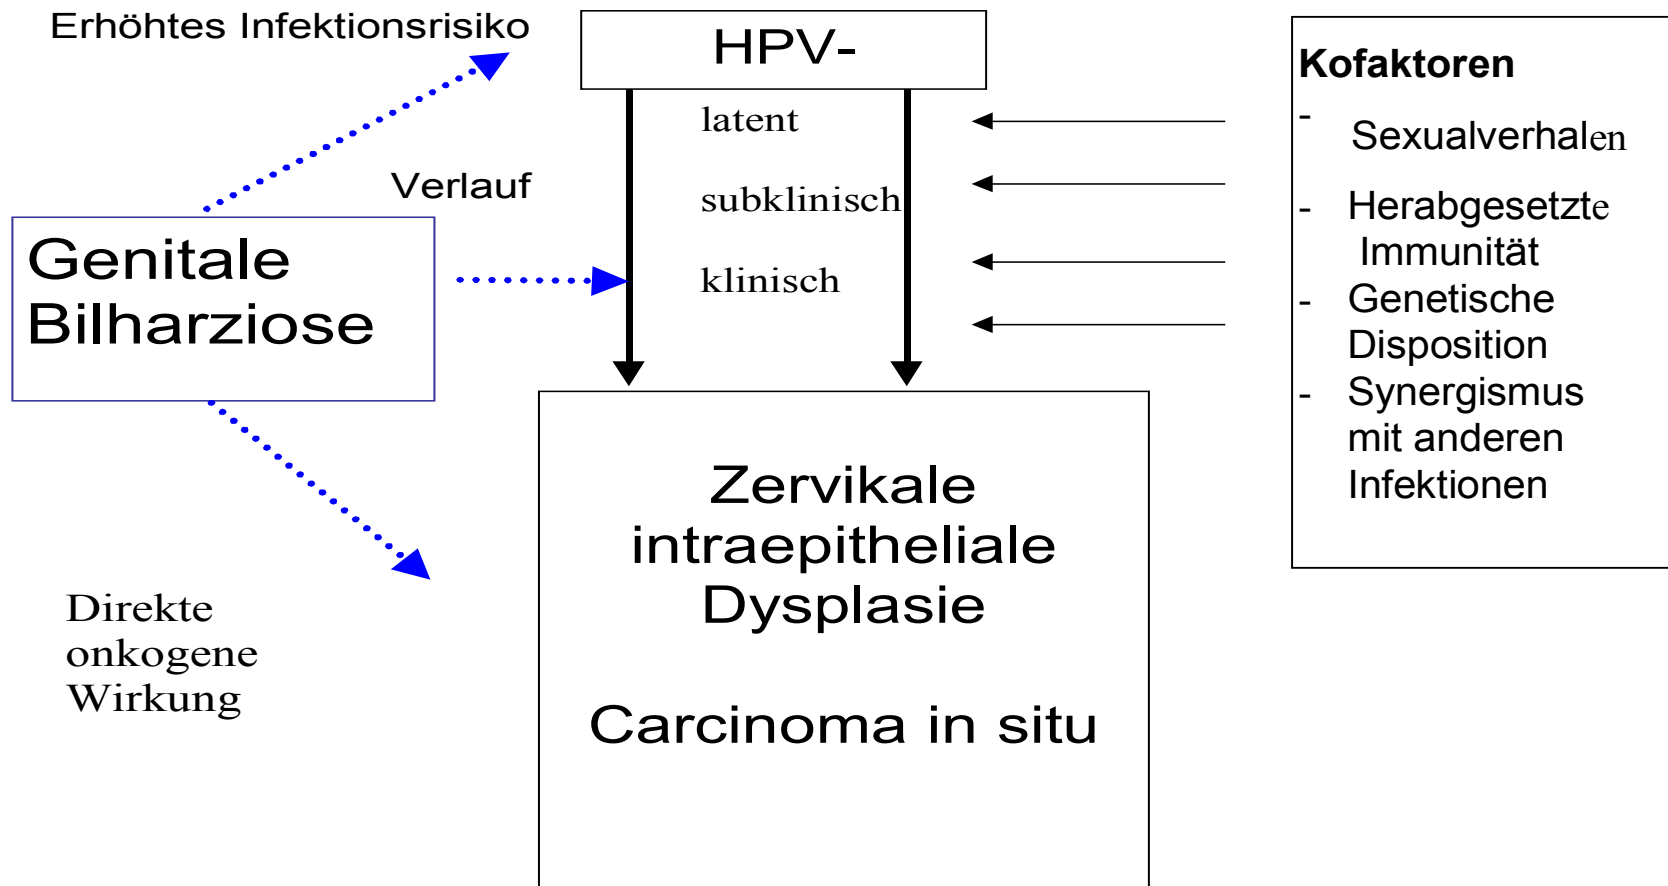 Erhöhtes Infektionsrisiko
HPV-
latent
Verlauf
subklinisch
klinisch
Genitale
Bilharziose
Direkte
onkogene
Wirkung
Zervikale
intraepitheliale
Dysplasie
Carcinoma in situ
Kofaktoren
- Sexualverhalen
- Herabgesetzte
Immunität
- Genetische
Disposition
- Synergismus
mit anderen
Infektionen